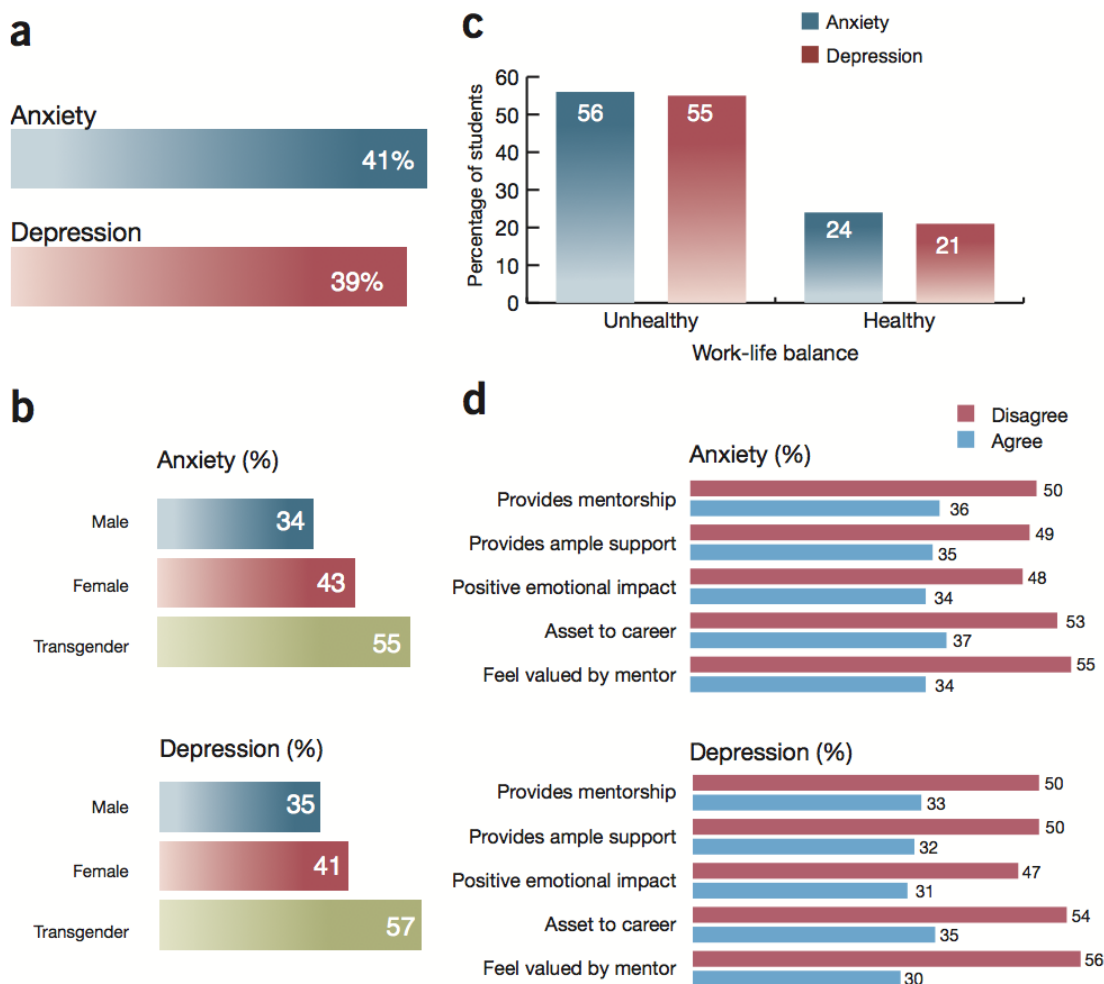 a
Anxiety
41%
Depression
39%
c
Anxiety
Depression
Percentage of students
60
50
40
30
20
10
0
56
55
24
21
Unhealthy
Healthy
Work-life balance
b
Anxiety (%)
Male
34
Female
43
Transgender
55
Depression (%)
Male
35
Female
41
Transgender
57
d
Disagree
Agree
Anxiety (%)
Provides mentorship
50
36
Provides ample support
49
35
Positive emotional impact
48
34
Asset to career
53
37
Feel valued by mentor
55
34
Depression (%)
Provides mentorship
50
33
Provides ample support
50
32
Positive emotional impact
47
31
Asset to career
54
35
Feel valued by mentor
56
30